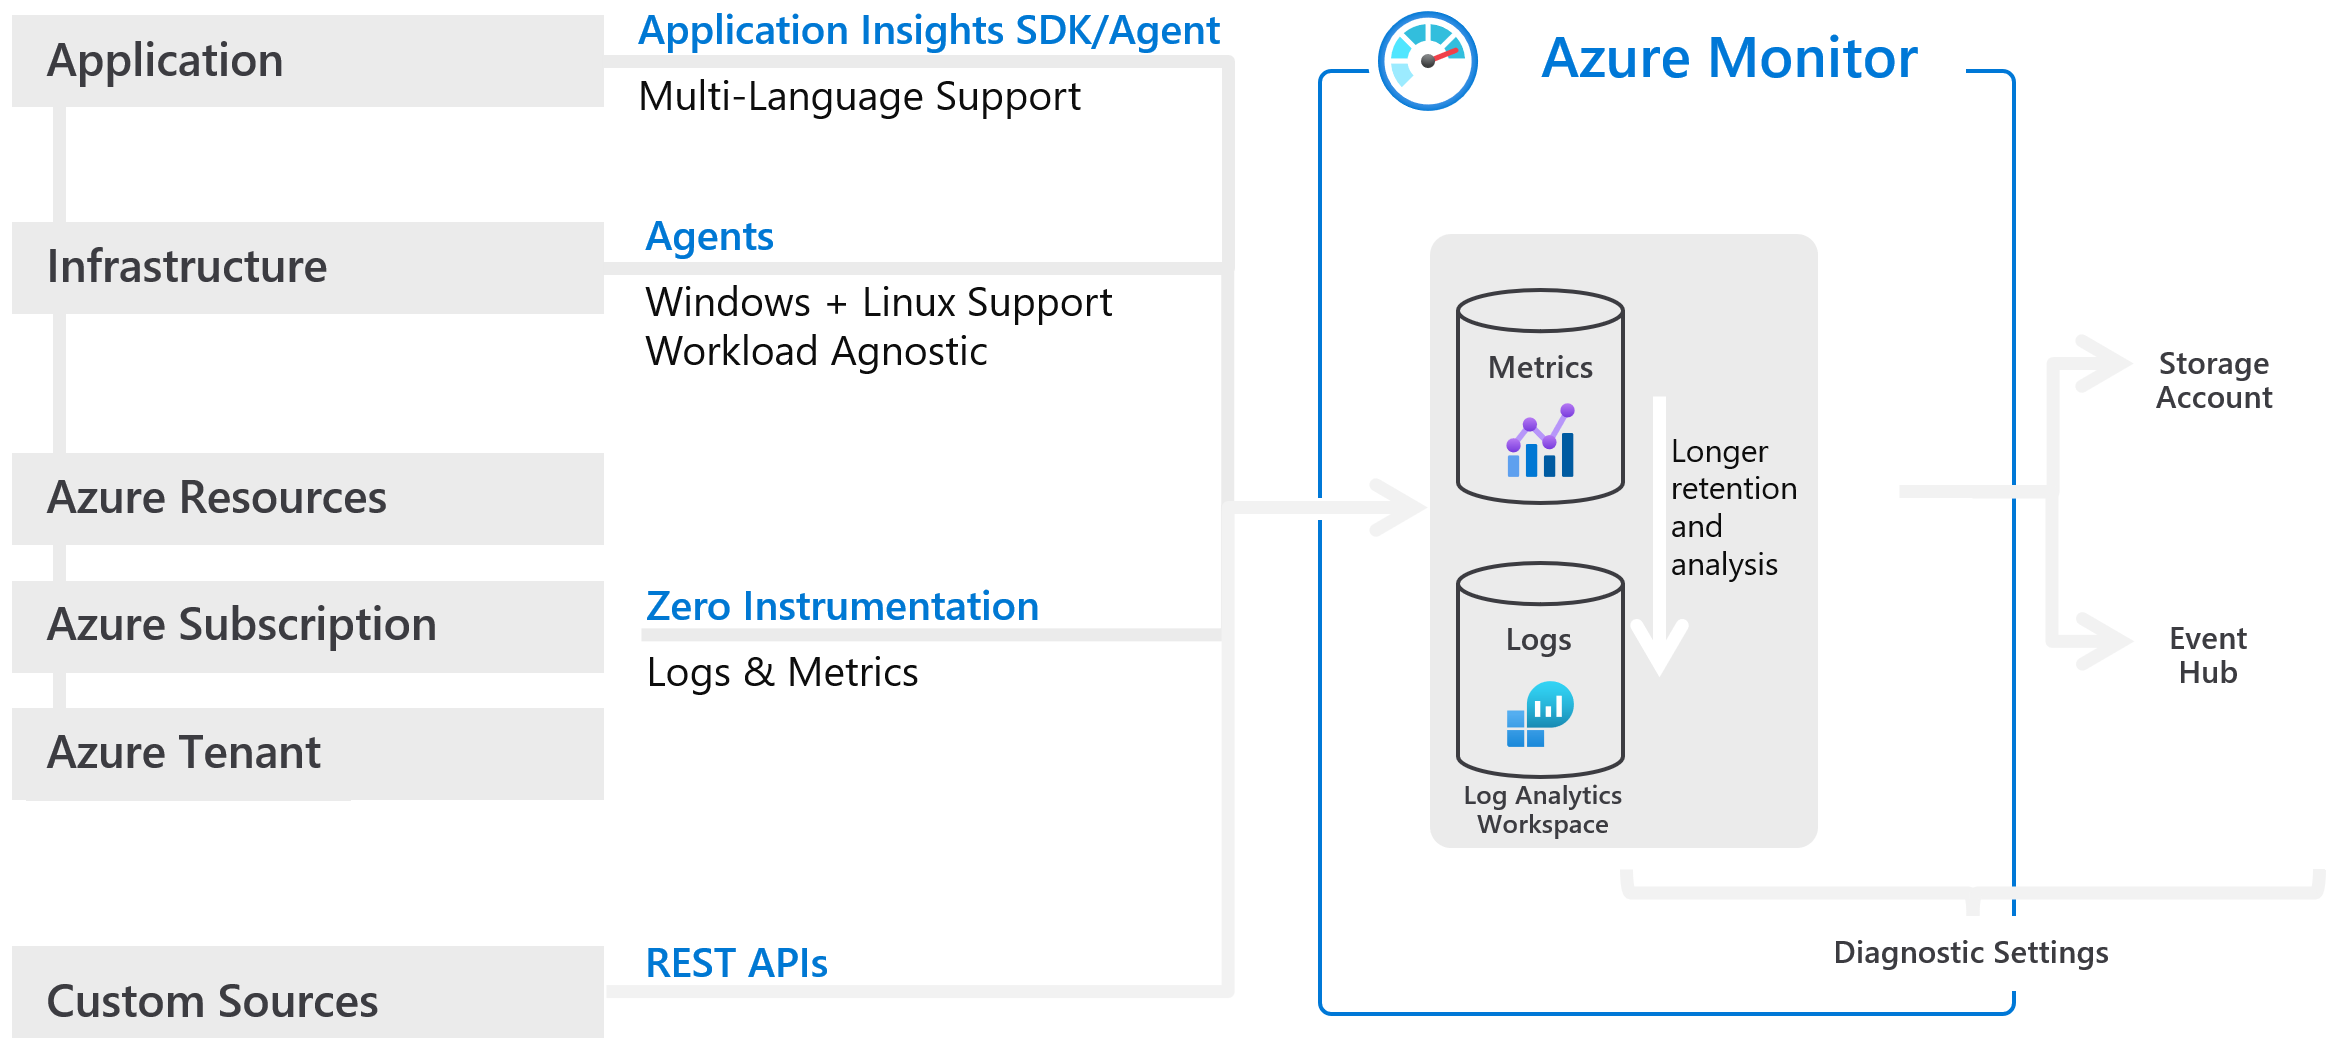 Application
Application Insights SDK/Agent
Multi-Language Support
Infrastructure
Agents
Windows + Linux Support
Workload Agnostic
Azure Resources
Azure Subscription
Zero Instrumentation
Logs & Metrics
Azure Tenant
Custom Sources
REST APIs
Azure Monitor
Metrics
Longer
retention
and
analysis
Logs
Log Analytics
Workspace
Storage
Account
Event
Hub
Diagnostic Settings